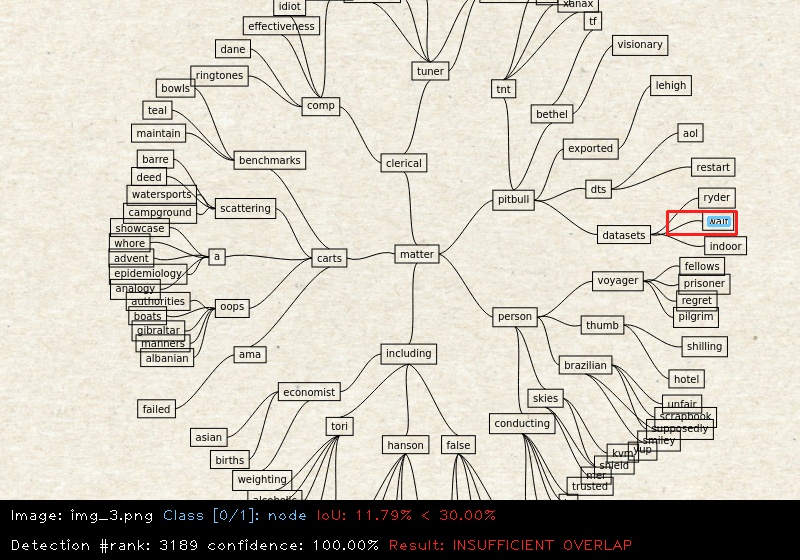 idiot
xanax
effectiveness
tf
dane
visionary
tuner
ringtones
bowls
tnt
lehigh
comp
teal
bethel
maintain
aol
exported
barre
benchmarks
clerical
restart
deed
dts
watersports
pitbull
ryder
campground
scattering
showcase
datasets
whore
indoor
advent
a
carts
matter
epidemiology
fellows
analogy
voyager
prisoner
authorities
regret
oops
boats
person
pilgrim
gibraltar
thumb
manners
shilling
albanian
ama
including
brazilian
hotel
economist
skies
failed
unfair
scrapbook
conducting
tori
supposedly
asian
smiley
hanson
false
yup
births
kvm
shield
weighting
mer
trusted
alcoholic
Image: img_3.png Class [0/1]: node IoU: 11.79% < 30.00%
Detection #rank: 3189 confidence: 100.00% Result: INSUFFICIENT OVERLAP